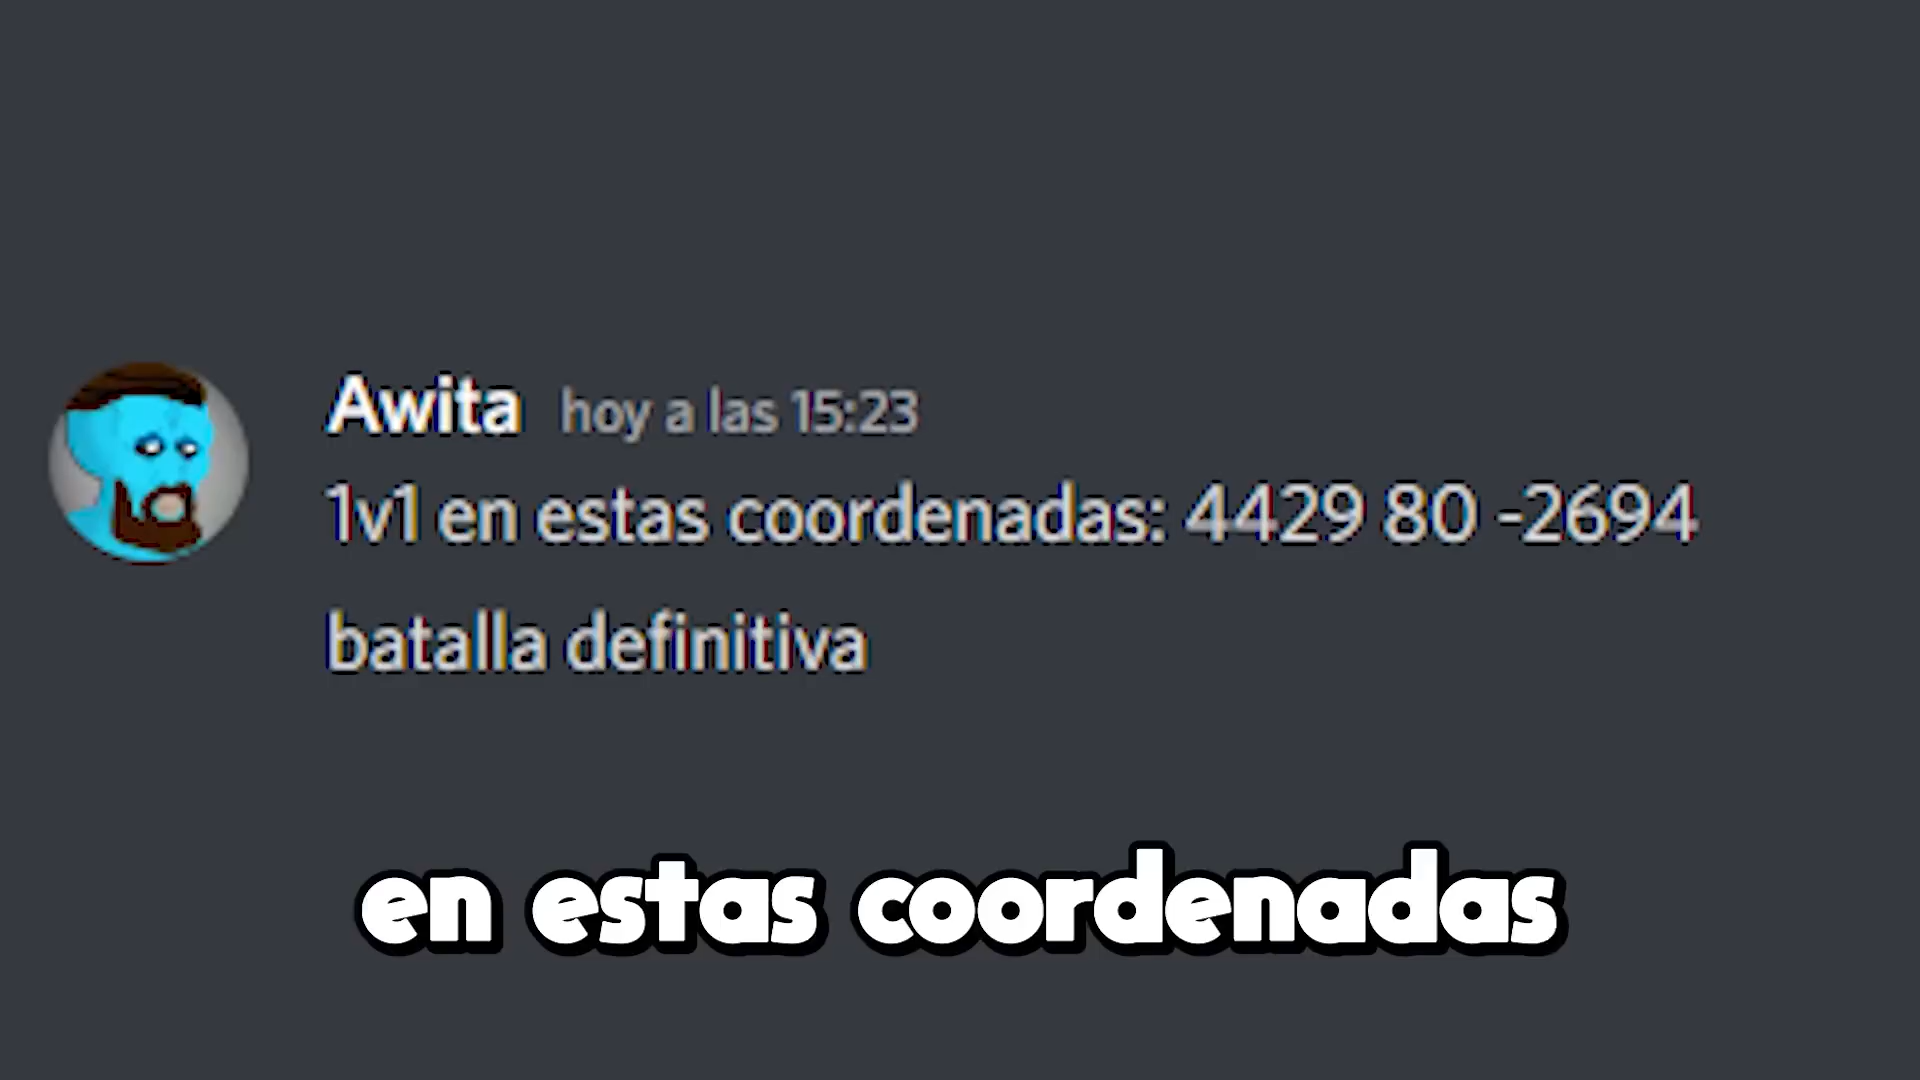 Awita hoy a las 15:23
1v1 en estas coordenadas: 4429 80 -2694
batalla definitiva
en estas coordenadas